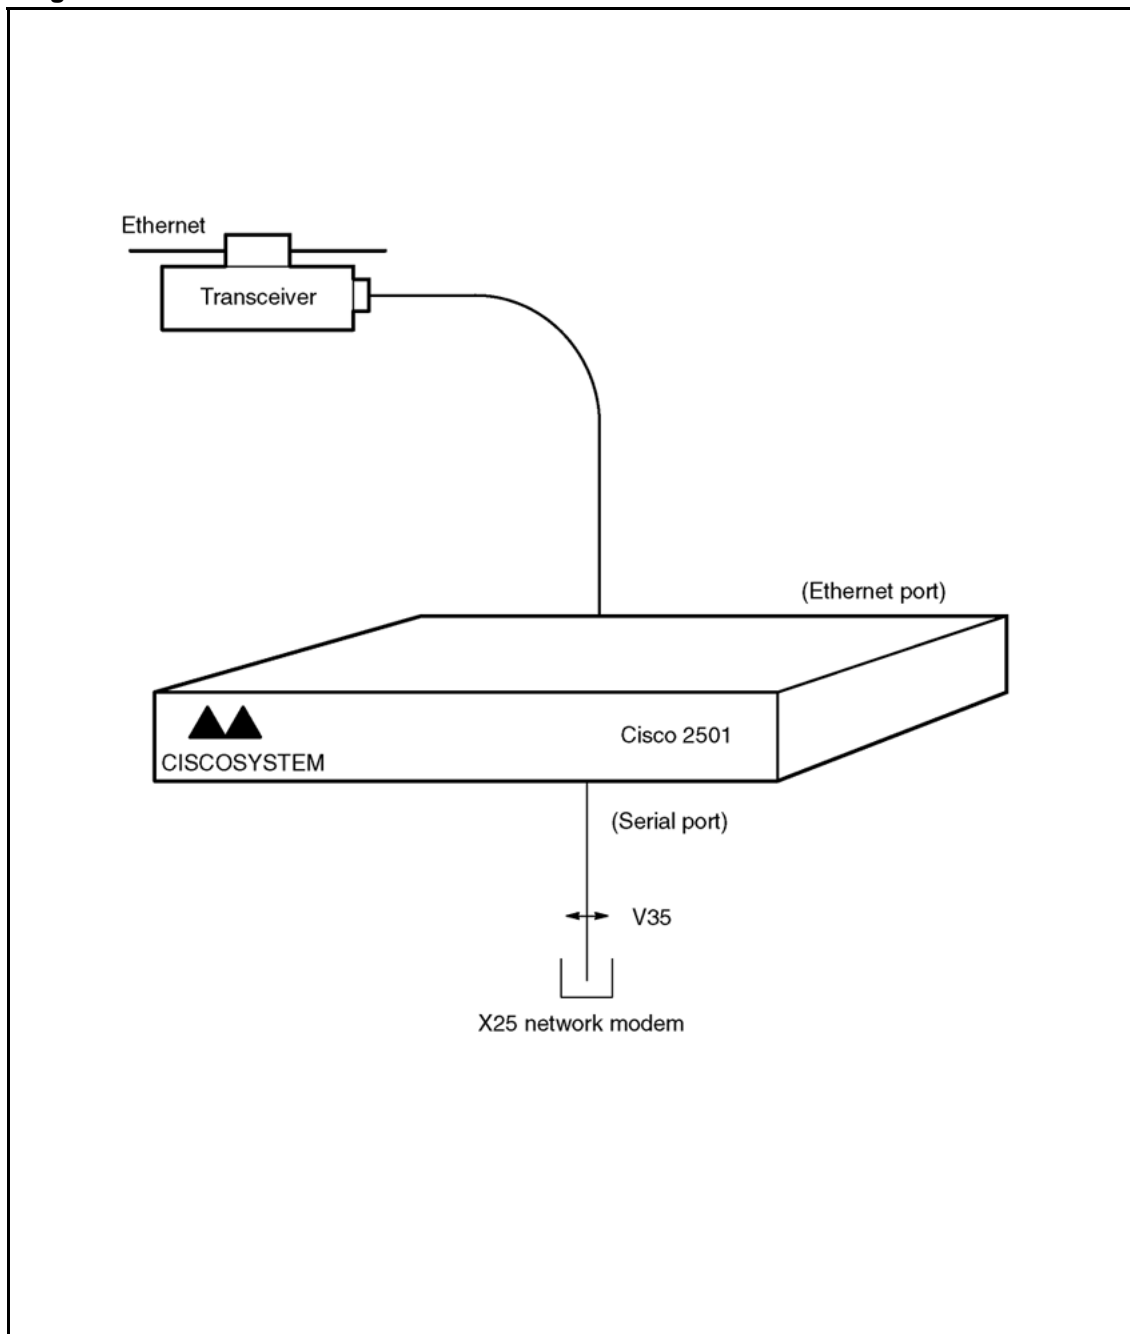 Ethernet
Transceiver
(Ethernet port)
Cisco 2501
CISCOSYSTEM
(Serial port)
V35
X25 network modem